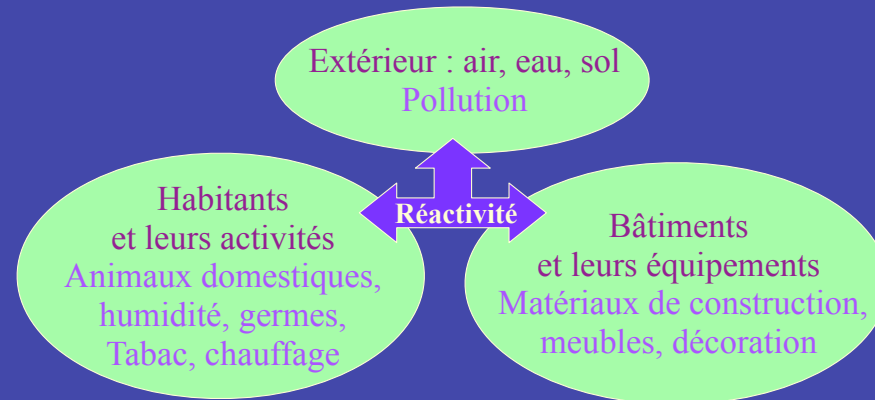 Extérieur : air, eau, sol
Pollution
Réactivité
Habitants
et leurs activités
Animaux domestiques,
humidité, germes,
Tabac, chauffage
Bâtiments
et leurs équipements
Matériaux de construction,
meubles, décoration